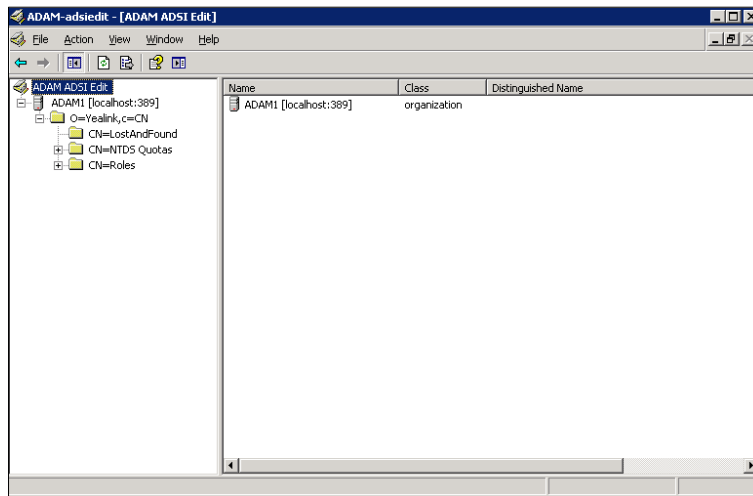 ADAM-adsiedit - [ADAM ADSI Edit]
File Action View Window Help
ADAM ADSI Edit
ADAM1 [localhost:389]
O=Yealink,c=CN
CN=LostAndFound
CN=NTDS Quotas
CN=Roles
Name Class Distinguished Name
ADAM1 [localhost:389] organization